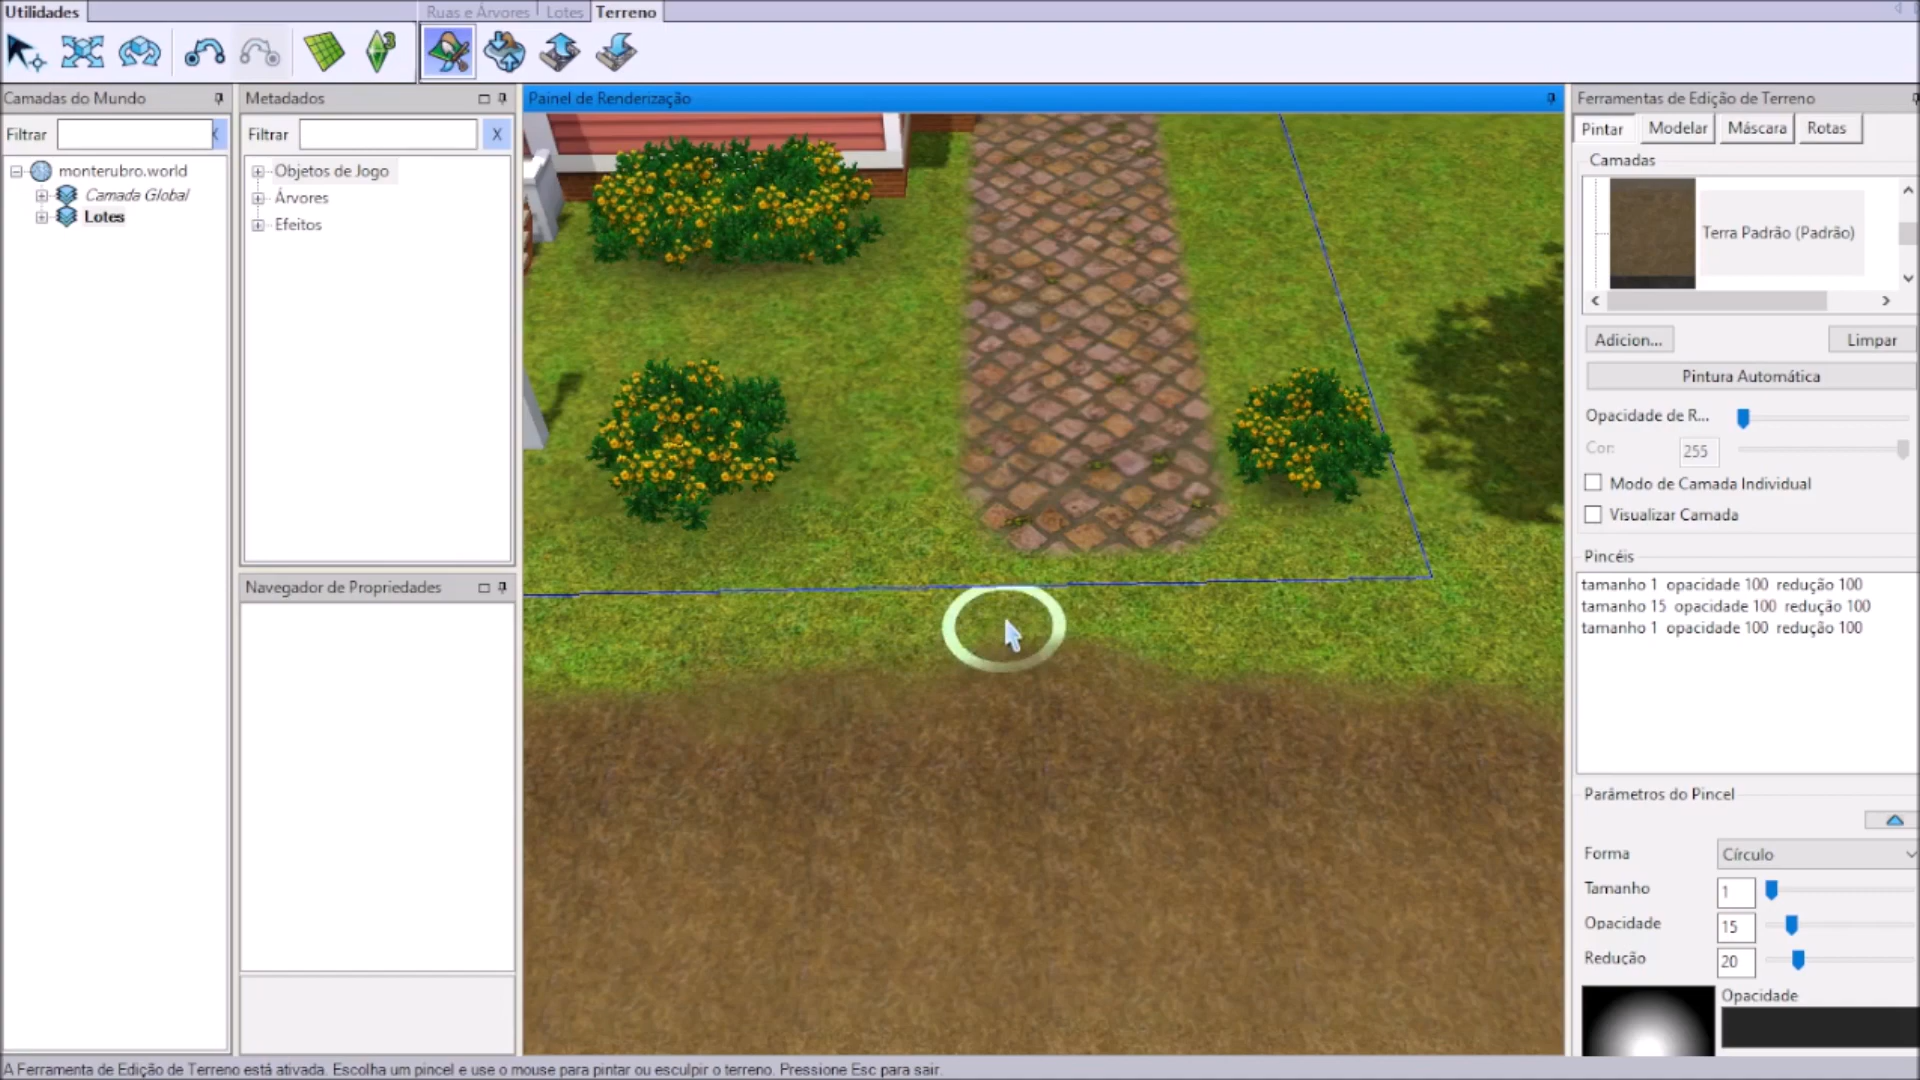 Utilidades
Ruas e Árvores
Lotes
Terreno
Camadas do Mundo
Filtrar
monterubro.world
Camada Global
Lotes
Metadados
Filtrar
X
Objetos de Jogo
Árvores
Efeitos
Navegador de Propriedades
Painel de Renderização
Ferramentas de Edição de Terreno
Pintar
Modelar
Máscara
Rotas
Camadas
Terra Padrão (Padrão)
Adicion...
Limpar
Pintura Automática
Opacidade de R...
Cor:
255
Modo de Camada Individual
Visualizar Camada
Pincéis
tamanho 1 opacidade 100 redução 100
tamanho 15 opacidade 100 redução 100
tamanho 1 opacidade 100 redução 100
Parâmetros do Pincel
Forma
Círculo
Tamanho
1
Opacidade
15
Redução
20
Opacidade
A Ferramenta de Edição de Terreno está ativada. Escolha um pincel e use o mouse para pintar ou esculpir o terreno. Pressione Esc para sair.